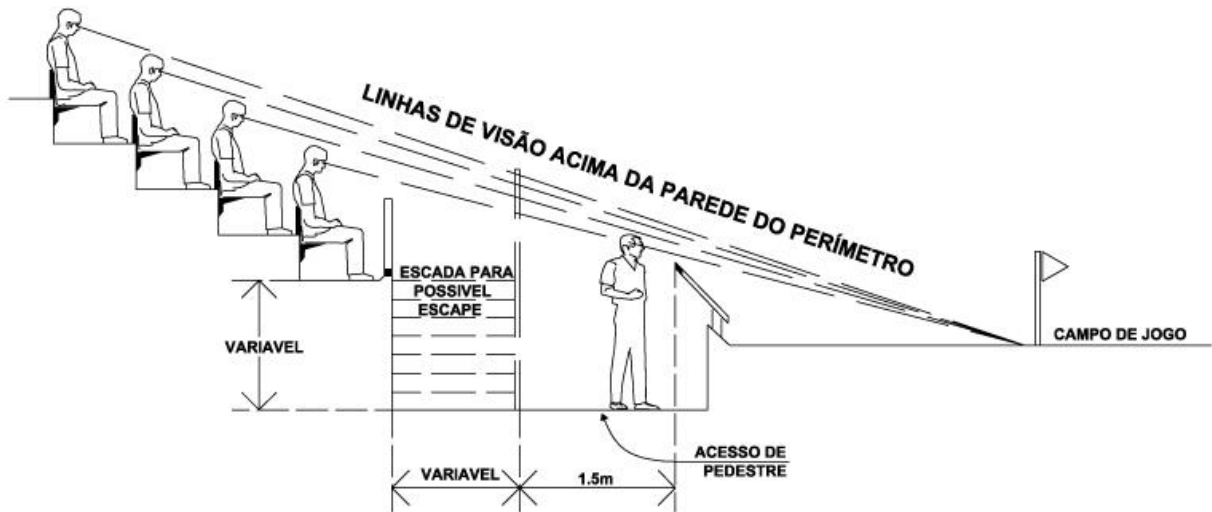 LINHAS DE VISÃO ACIMA DA PAREDE DO PERÍMETRO
ESCADA PARA
POSSIVEL
ESCAPE
VARIAVEL
CAMPO DE JOGO
ACESSO DE
PEDESTRE
VARIAVEL
1.5m